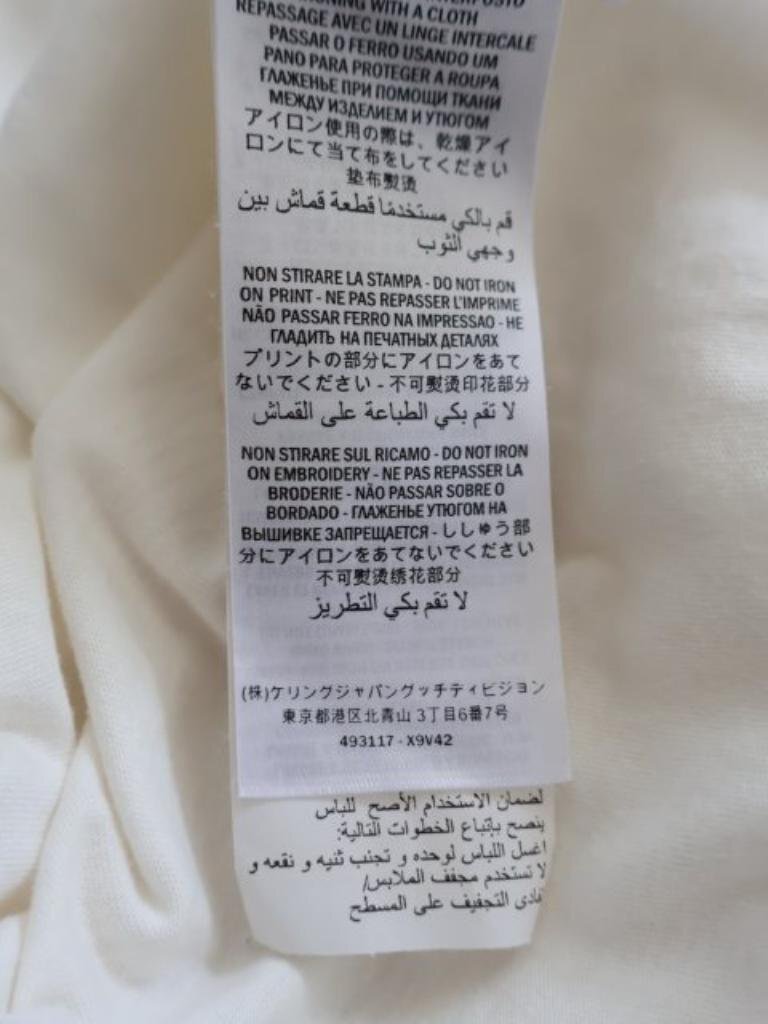 IRONING WITH A CLOTH
REPASSAGE AVEC UN LINGE INTERCALE
PASSAR O FERRO USANDO UM
PANO PARA PROTEGER A ROUPA
ГЛАЖЕНЬЕ ПРИ ПОМОЩИ ТКАНИ
МЕЖДУ ИЗДЕЛИЕМ И УТЮГОМ
アイロン使用の際は、乾燥アイ
ロンにて当て布をしてください
垫布熨烫
قم بالكي مستخدمًا قطعة قماش بين
وجهي الثوب
NON STIRARE LA STAMPA - DO NOT IRON
ON PRINT - NE PAS REPASSER L'IMPRIME
NÃO PASSAR FERRO NA IMPRESSAO - НЕ
ГЛАДИТЬ НА ПЕЧАТНЫХ ДЕТАЛЯХ
プリントの部分にアイロンをあて
ないでください - 不可熨烫印花部分
لا تقم بكي الطباعة على القماش
NON STIRARE SUL RICAMO - DO NOT IRON
ON EMBROIDERY - NE PAS REPASSER LA
BRODERIE - NÃO PASSAR SOBRE O
BORDADO - ГЛАЖЕНЬЕ УТЮГОМ НА
ВЫШИВКЕ ЗАПРЕЩАЕТСЯ - ししゅう部
分にアイロンをあてないでください
不可熨烫绣花部分
لا تقم بكي التطريز
(株)ケリングジャパングッチディビジョン
東京都港区北青山 3丁目6番7号
493117 - X9V42
لضمان الاستخدام الأصح للباس
ينصح بإتباع الخطوات التالية:
اغسل اللباس لوحده و تجنب ثنيه و نقعه و
لا تستخدم مجفف الملابس/
تفادى التجفيف على المسطح